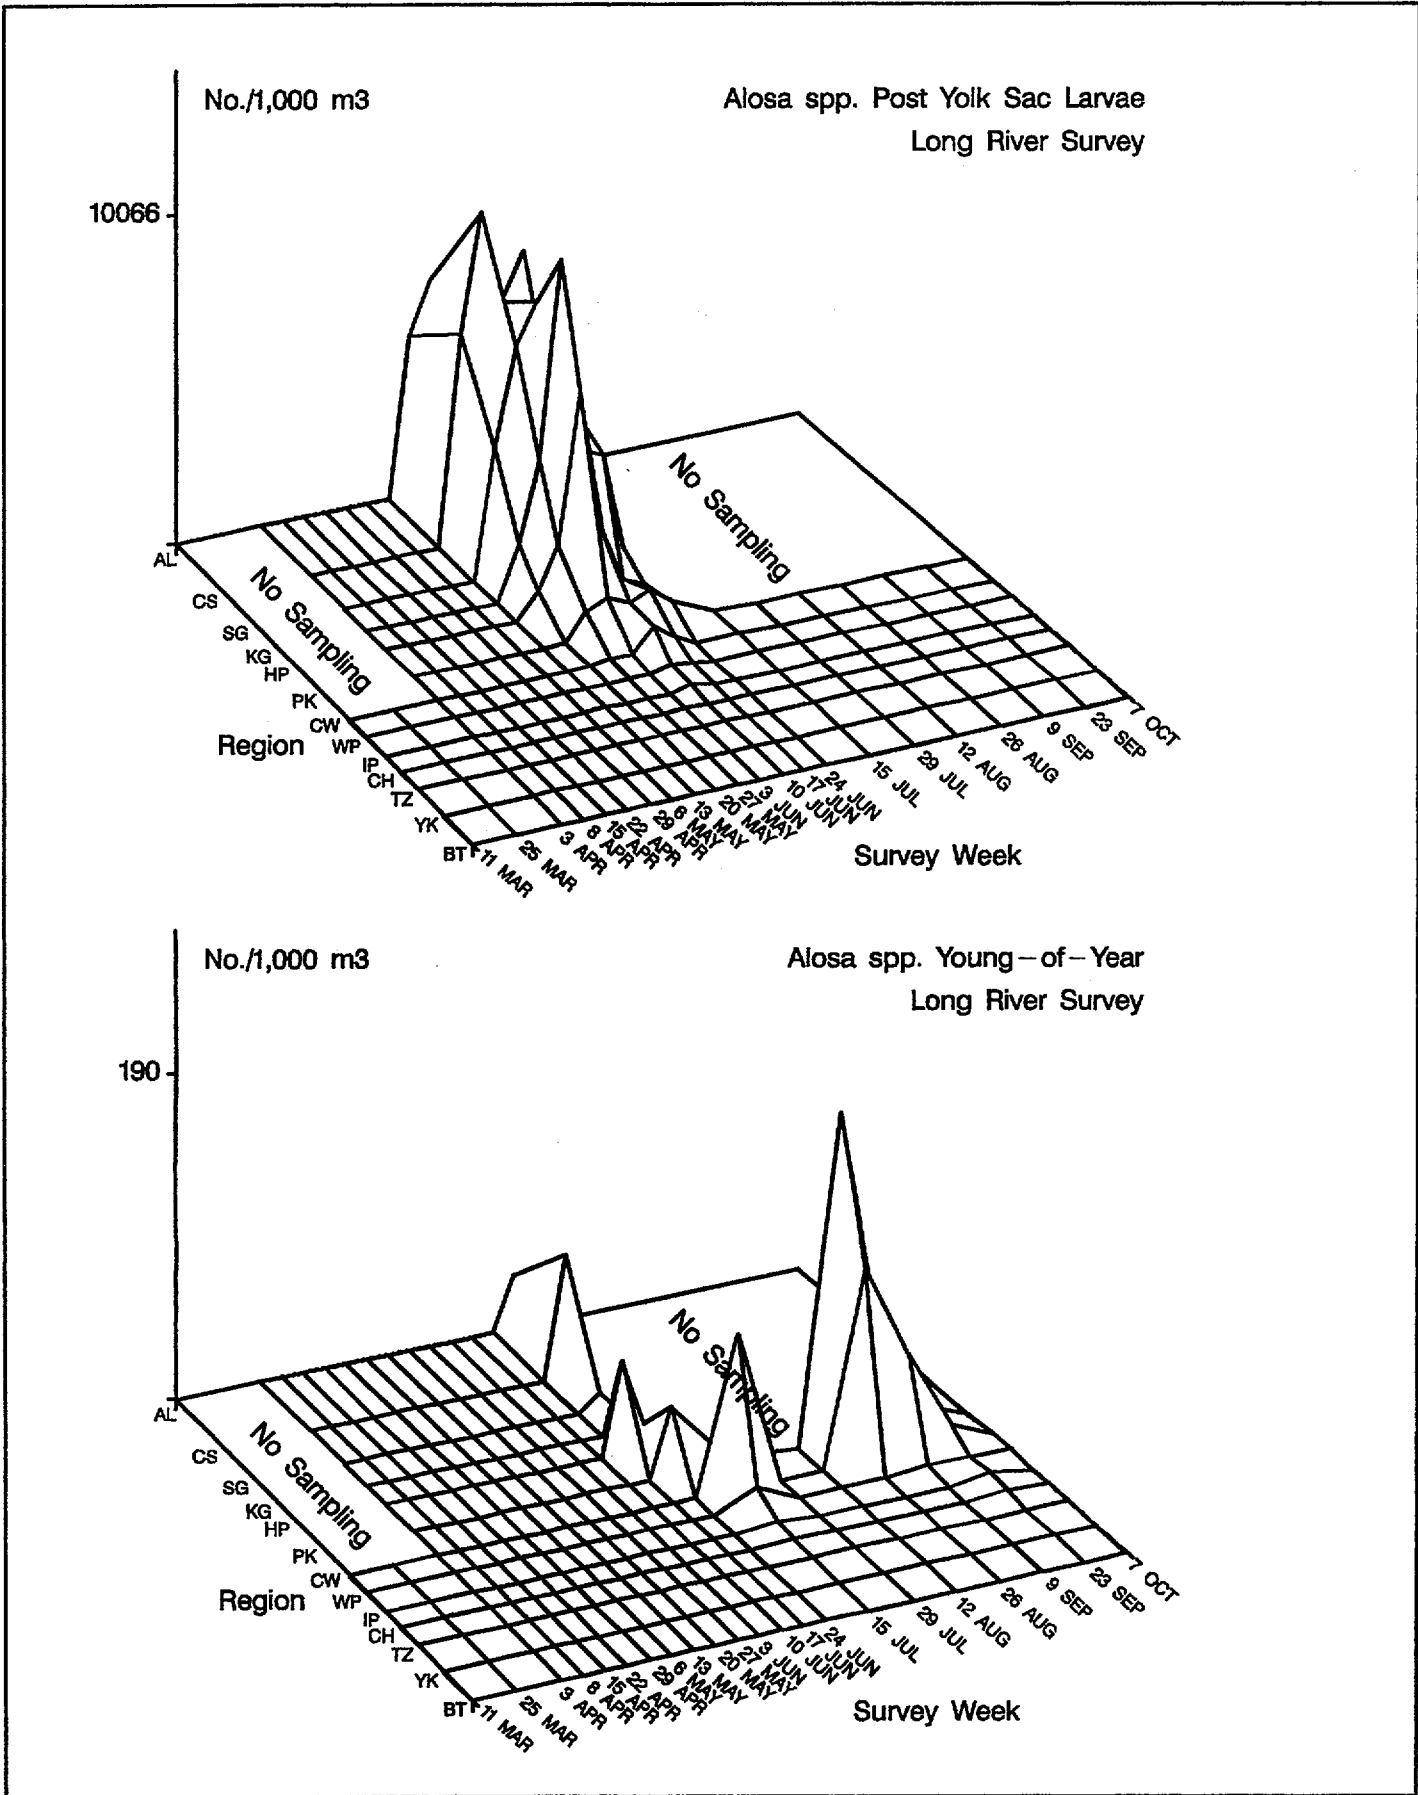 No./1,000 m3
Alosa spp. Post Yolk Sac Larvae
Long River Survey
10066
No Sampling
AL
CS
SG
KG
HP
PK
CW
WP
IP
CH
TZ
YK
BT
No Sampling
Region
11 MAR
25 MAR
3 APR
8 APR
15 APR
22 APR
29 APR
6 MAY
13 MAY
20 MAY
27 MAY
3 JUN
10 JUN
17 JUN
24 JUN
15 JUL
29 JUL
12 AUG
26 AUG
9 SEP
23 SEP
7 OCT
Survey Week
No./1,000 m3
Alosa spp. Young-of-Year
Long River Survey
190
No Sampling
AL
CS
SG
KG
HP
PK
CW
WP
IP
CH
TZ
YK
BT
No Sampling
Region
11 MAR
25 MAR
3 APR
8 APR
15 APR
22 APR
29 APR
6 MAY
13 MAY
20 MAY
27 MAY
3 JUN
10 JUN
17 JUN
24 JUN
15 JUL
29 JUL
12 AUG
26 AUG
9 SEP
23 SEP
7 OCT
Survey Week